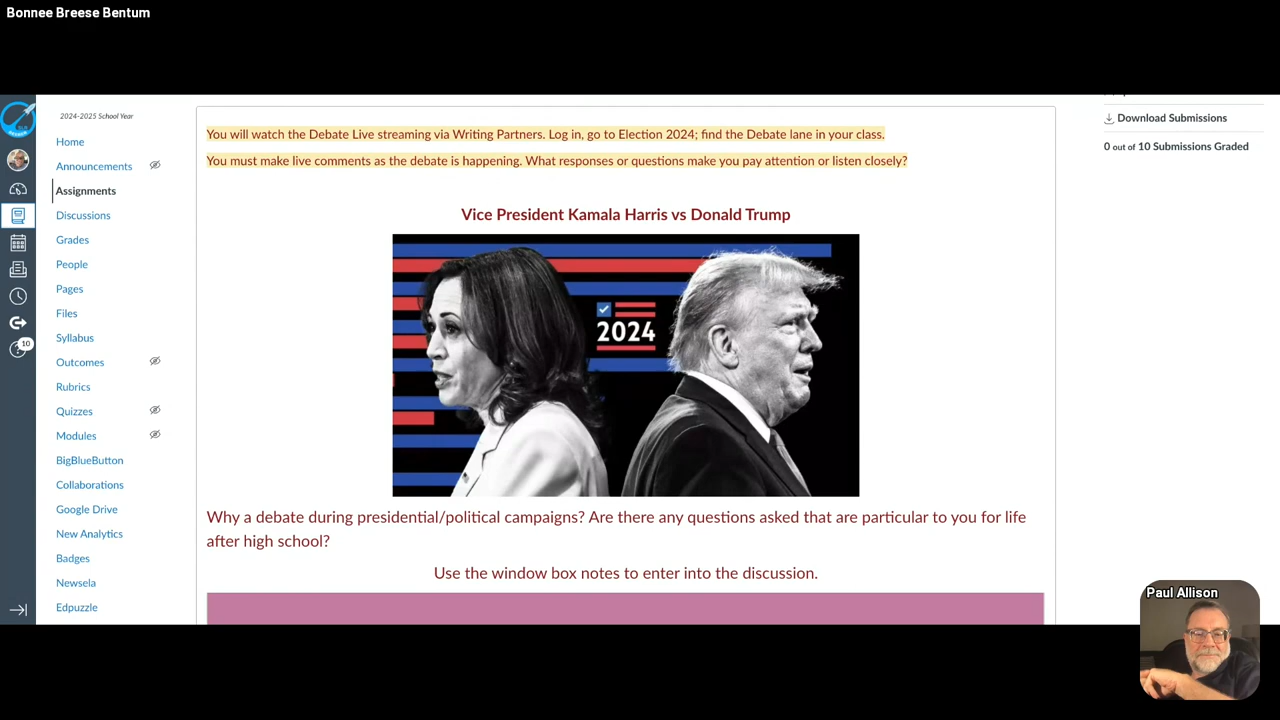 Bonnee Breese Bentum
2024-2025 School Year
Home
Announcements
Assignments
Discussions
Grades
People
Pages
Files
Syllabus
Outcomes
Rubrics
Quizzes
Modules
BigBlueButton
Collaborations
Google Drive
New Analytics
Badges
Newsela
Edpuzzle
10
You will watch the Debate Live streaming via Writing Partners. Log in, go to Election 2024; find the Debate lane in your class.
You must make live comments as the debate is happening. What responses or questions make you pay attention or listen closely?
Vice President Kamala Harris vs Donald Trump
2024
Why a debate during presidential/political campaigns? Are there any questions asked that are particular to you for life
after high school?
Use the window box notes to enter into the discussion.
Download Submissions
0 out of 10 Submissions Graded
Paul Allison